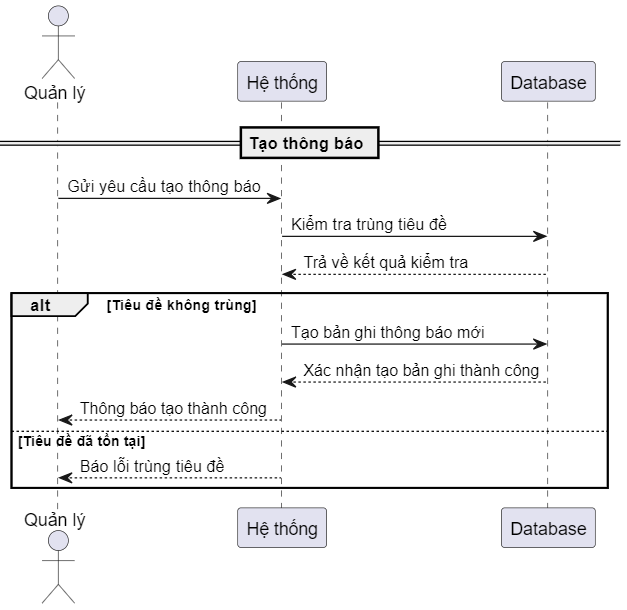 Quản lý
Hệ thống
Database
Tạo thông báo
Gửi yêu cầu tạo thông báo
Kiểm tra trùng tiêu đề
Trả về kết quả kiểm tra
alt [Tiêu đề không trùng]
Tạo bản ghi thông báo mới
Xác nhận tạo bản ghi thành công
Thông báo tạo thành công
[Tiêu đề đã tồn tại]
Báo lỗi trùng tiêu đề
Quản lý
Hệ thống
Database